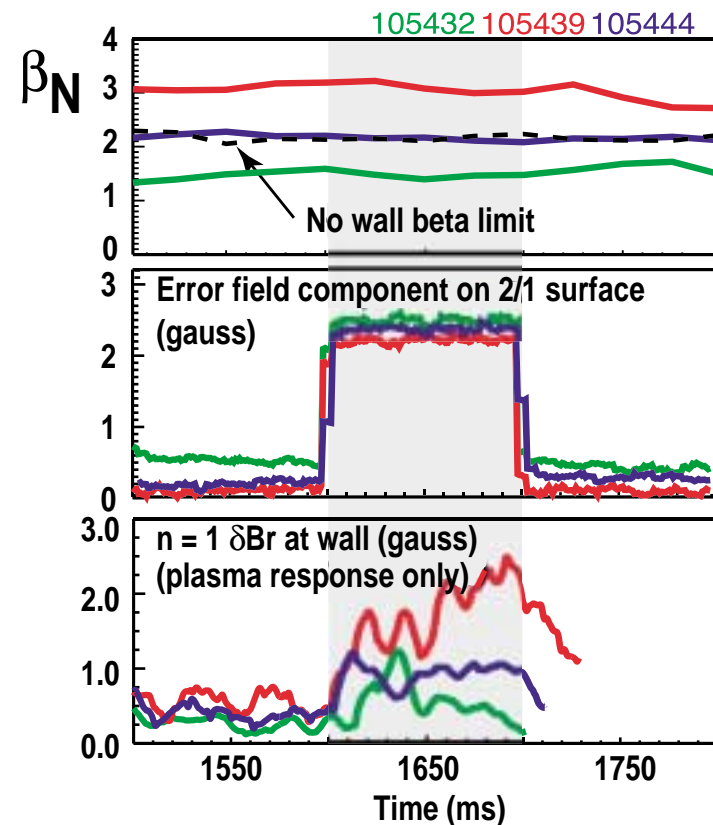 105432 105439 105444
βN
4
3
2
1
0
No wall beta limit
3
2
1
0
Error field component on 2/1 surface
(gauss)
3.0
2.0
1.0
0.0
n = 1 δBr at wall (gauss)
(plasma response only)
1550 1650 1750
Time (ms)